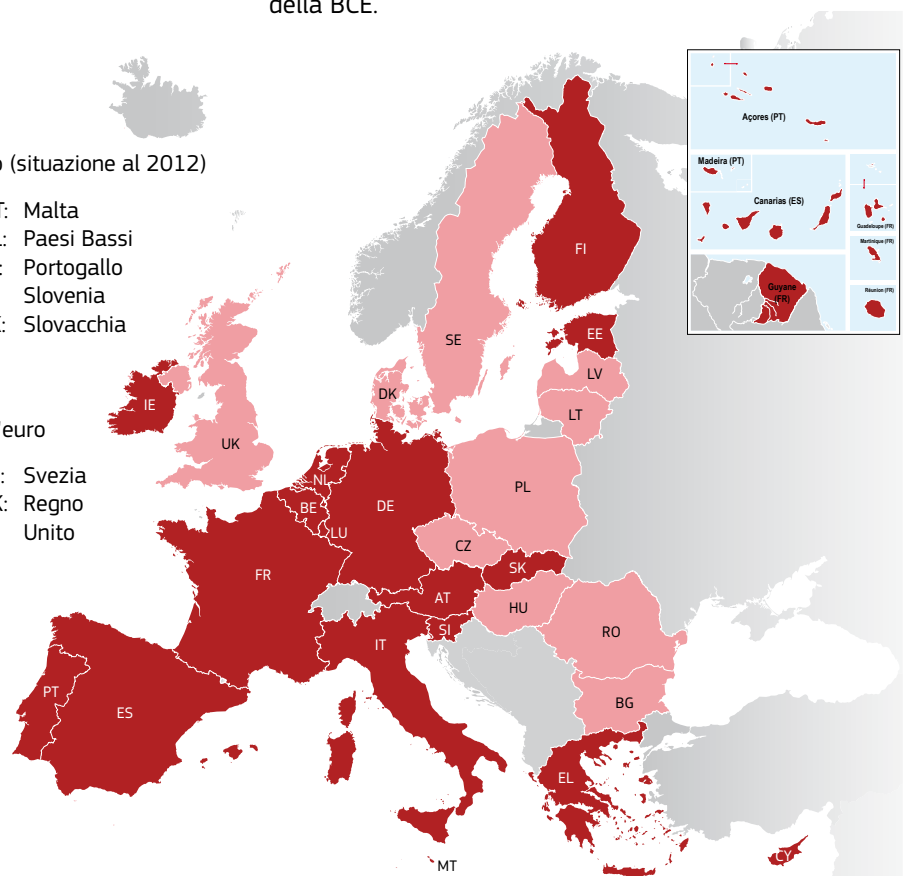 della BCE.
(situazione al 2012)
Malta
Paesi Bassi
Portogallo
Slovenia
Slovacchia
euro
Svezia
Regno
Unito
Açores (PT)
Madeira (PT)
Canarias (ES)
Guadeloupe (FR)
Martinique (FR)
Guyane
(FR)
Réunion (FR)
FI
SE
EE
LV
LT
DK
IE
UK
NL
BE
LU
DE
PL
CZ
SK
FR
AT
HU
SI
IT
RO
BG
PT
ES
EL
MT
CY